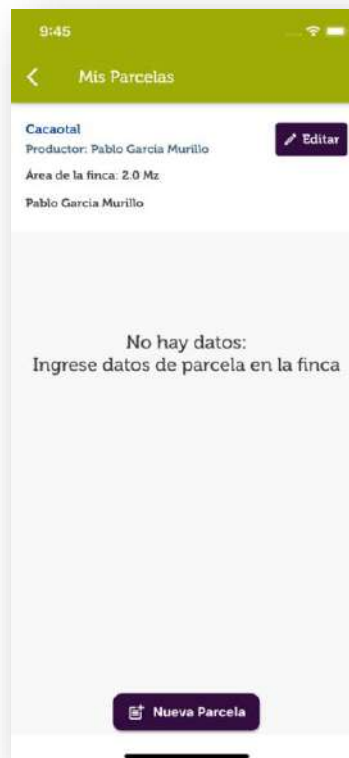 9:45
Mis Parcelas
Cacaotal
Editar
Productor: Pablo Garcia Murillo
Área de la finca: 2.0 Mz
Pablo Garcia Murillo
No hay datos:
Ingrese datos de parcela en la finca
Nueva Parcela